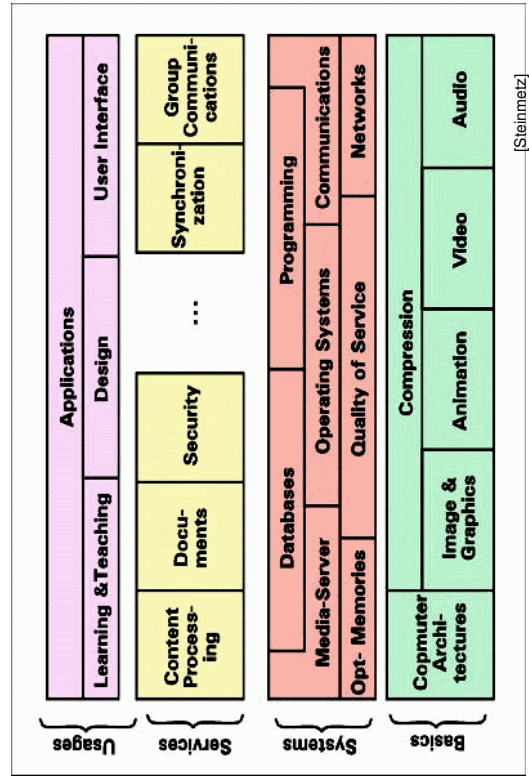 Usages
Applications
Learning &Teaching
Design
User Interface
Services
Content
Process-
ing
Docu-
ments
Security
...
Synchroni-
zation
Group
Communi-
cations
Systems
Databases
Programming
Media-Server
Operating Systems
Communications
Opt- Memories
Quality of Service
Networks
Basics
Copmuter
Archi-
tectures
Compression
Image &
Graphics
Animation
Video
Audio
[Steinmetz]